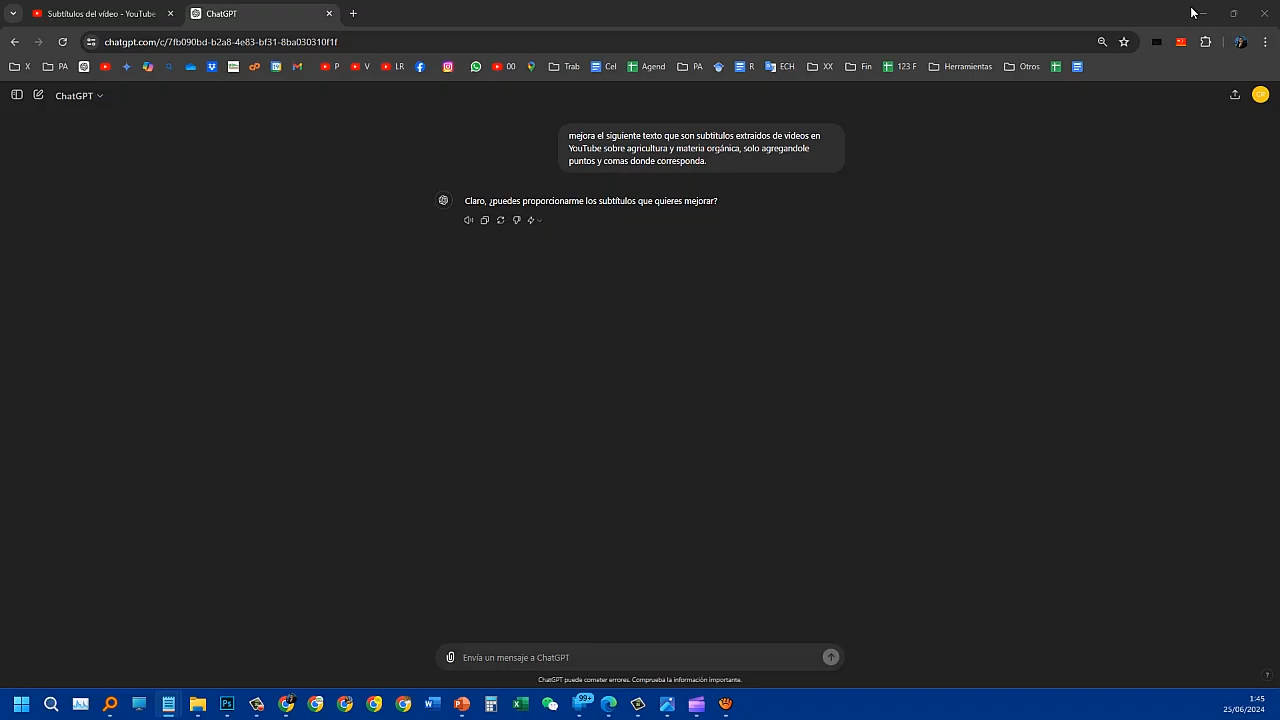 Subtítulos del vídeo - YouTube
ChatGPT
chatgpt.com/c/7fb090bd-b2a8-4e83-bf31-8ba030310f1f
X
PA
P
V
LR
00
Trab
Cel
Agend
PA
R
ECH
XX
Fin
123 F
Herramientas
Otros
ChatGPT
mejora el siguiente texto que son subtitulos extraidos de videos en
YouTube sobre agricultura y materia orgánica, solo agregandole
puntos y comas donde corresponda.
Claro, ¿puedes proporcionarme los subtítulos que quieres mejorar?
Envía un mensaje a ChatGPT
ChatGPT puede cometer errores. Comprueba la información importante.
?
99+
1:45
25/06/2024